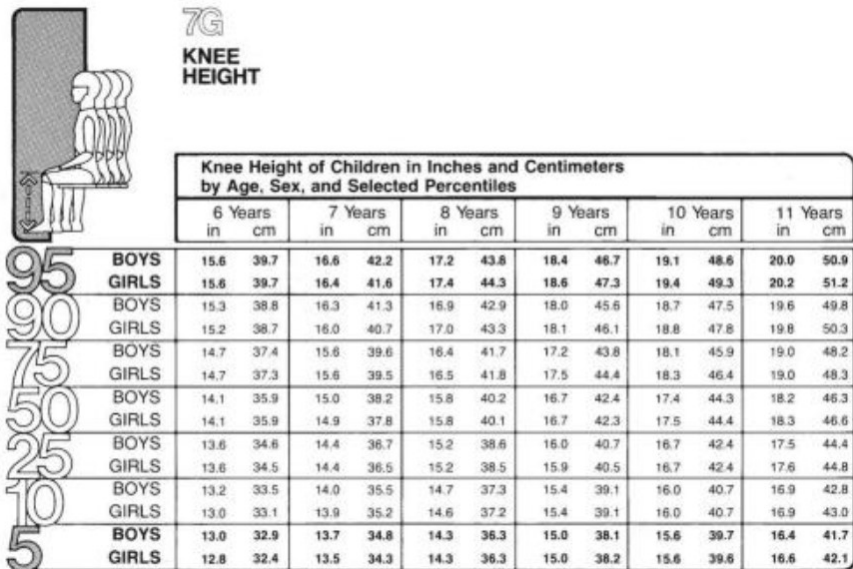 7G
KNEE
HEIGHT
Knee Height of Children in Inches and Centimeters
by Age, Sex, and Selected Percentiles
6 Years 7 Years 8 Years 9 Years 10 Years 11 Years
in cm in cm in cm in cm in cm in cm
95 BOYS 15.6 39.7 16.6 42.2 17.2 43.8 18.4 46.7 19.1 48.6 20.0 50.9
GIRLS 15.6 39.7 16.4 41.6 17.4 44.3 18.6 47.3 19.4 49.3 20.2 51.2
90 BOYS 15.3 38.8 16.3 41.3 16.9 42.9 18.0 45.6 18.7 47.5 19.6 49.8
GIRLS 15.2 38.7 16.0 40.7 17.0 43.3 18.1 46.1 18.8 47.8 19.8 50.3
75 BOYS 14.7 37.4 15.6 39.6 16.4 41.7 17.2 43.8 18.1 45.9 19.0 48.2
GIRLS 14.7 37.3 15.6 39.5 16.5 41.8 17.5 44.4 18.3 46.4 19.0 48.3
50 BOYS 14.1 35.9 15.0 38.2 15.8 40.2 16.7 42.4 17.4 44.3 18.2 46.3
GIRLS 14.1 35.9 14.9 37.8 15.8 40.1 16.7 42.3 17.5 44.4 18.3 46.6
25 BOYS 13.6 34.6 14.4 36.7 15.2 38.6 16.0 40.7 16.7 42.4 17.5 44.4
GIRLS 13.6 34.5 14.4 36.5 15.2 38.5 15.9 40.5 16.7 42.4 17.6 44.8
10 BOYS 13.2 33.5 14.0 35.5 14.7 37.3 15.4 39.1 16.0 40.7 16.9 42.8
GIRLS 13.0 33.1 13.9 35.2 14.6 37.2 15.4 39.1 16.0 40.7 16.9 43.0
5 BOYS 13.0 32.9 13.7 34.8 14.3 36.3 15.0 38.1 15.6 39.7 16.4 41.7
GIRLS 12.8 32.4 13.5 34.3 14.3 36.3 15.0 38.2 15.6 39.6 16.6 42.1